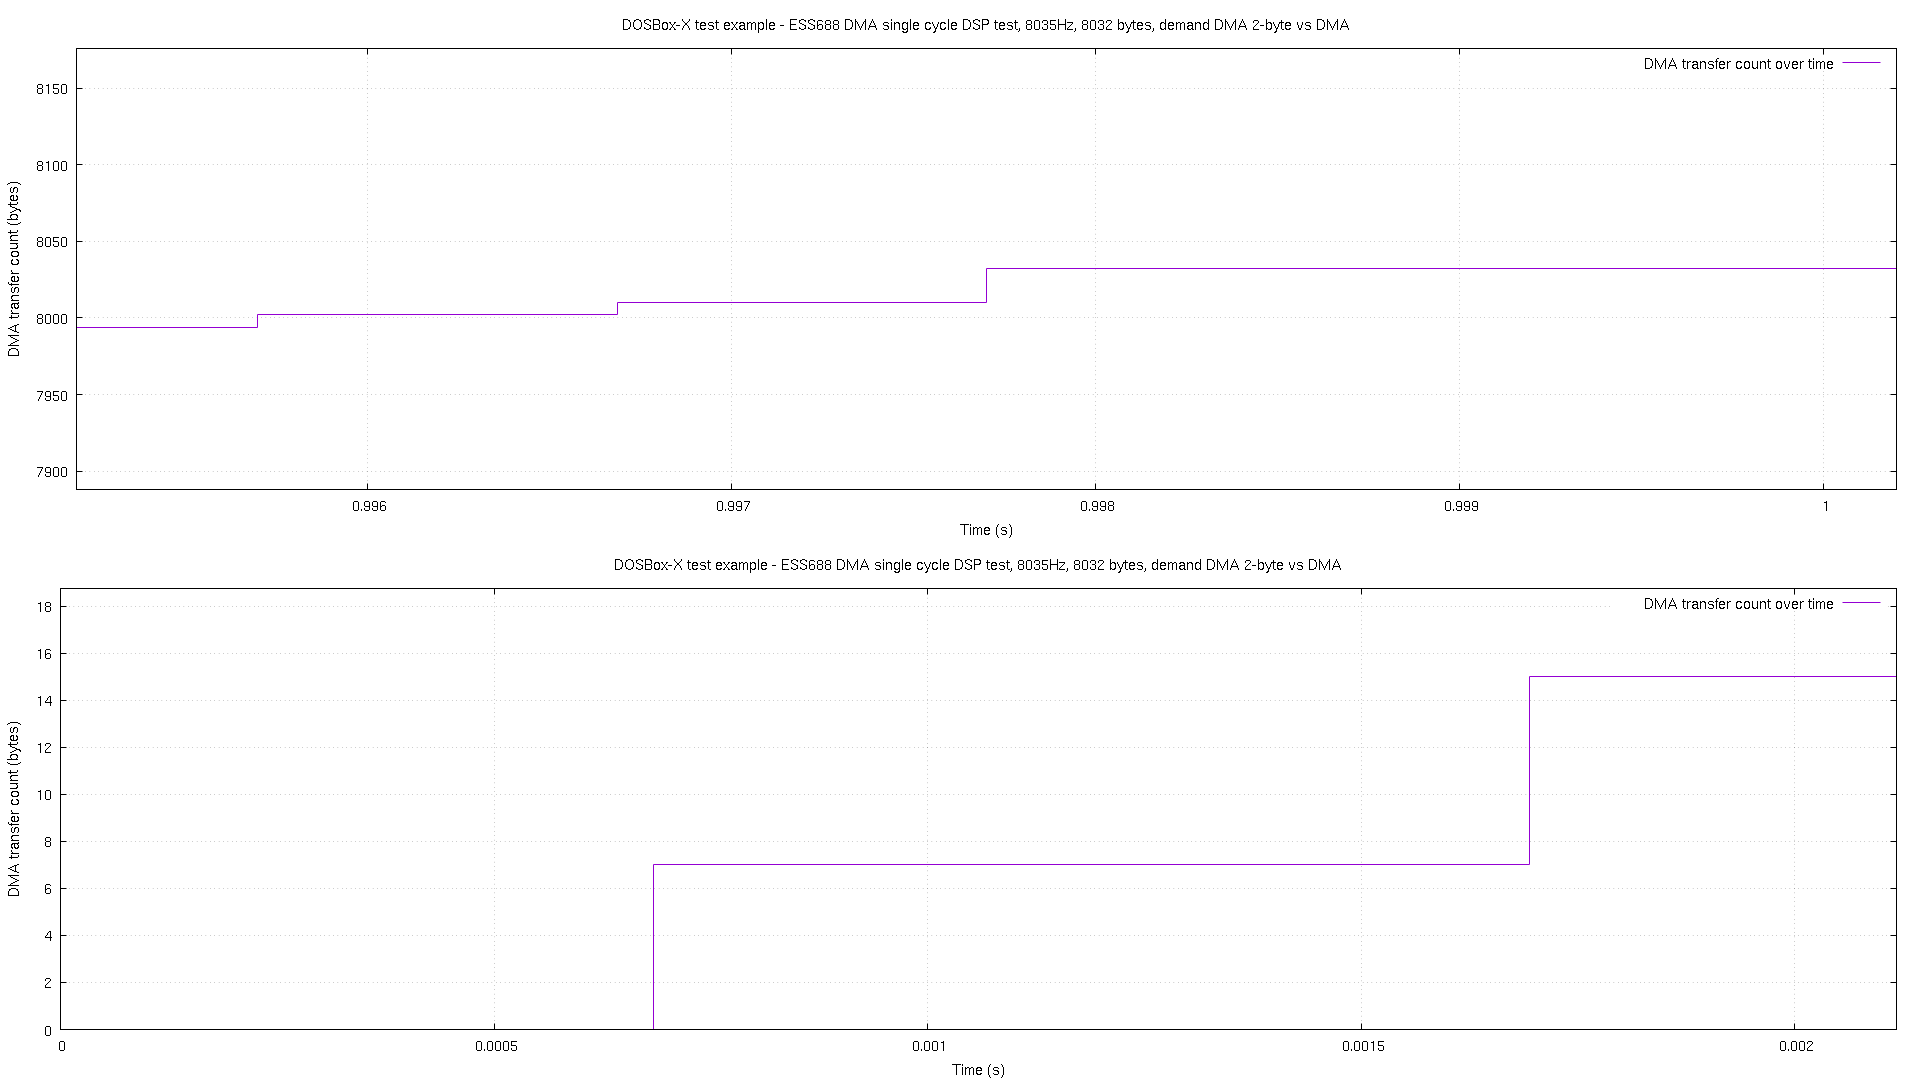 DOSBox-X test example - ESS688 DMA single cycle DSP test, 8035Hz, 8032 bytes, demand DMA 2-byte vs DMA
DMA transfer count over time
8150
8100
8050
8000
7950
7900
DMA transfer count (bytes)
0.996 0.997 0.998 0.999 1
Time (s)
DOSBox-X test example - ESS688 DMA single cycle DSP test, 8035Hz, 8032 bytes, demand DMA 2-byte vs DMA
DMA transfer count over time
18
16
14
12
10
8
6
4
2
0
DMA transfer count (bytes)
0 0.0005 0.001 0.0015 0.002
Time (s)